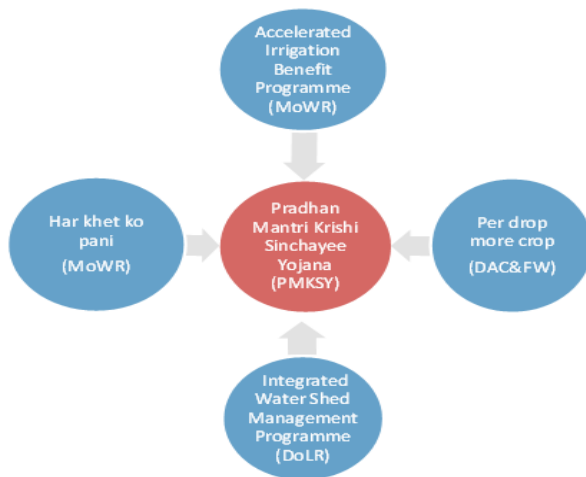 Accelerated
Irrigation
Benefit
Programme
(MoWR)
Har khet ko
pani
(MoWR)
Pradhan
Mantri Krishi
Sinchayee
Yojana
(PMKSY)
Per drop
more crop
(DAC&FW)
Integrated
Water Shed
Management
Programme
(DoLR)